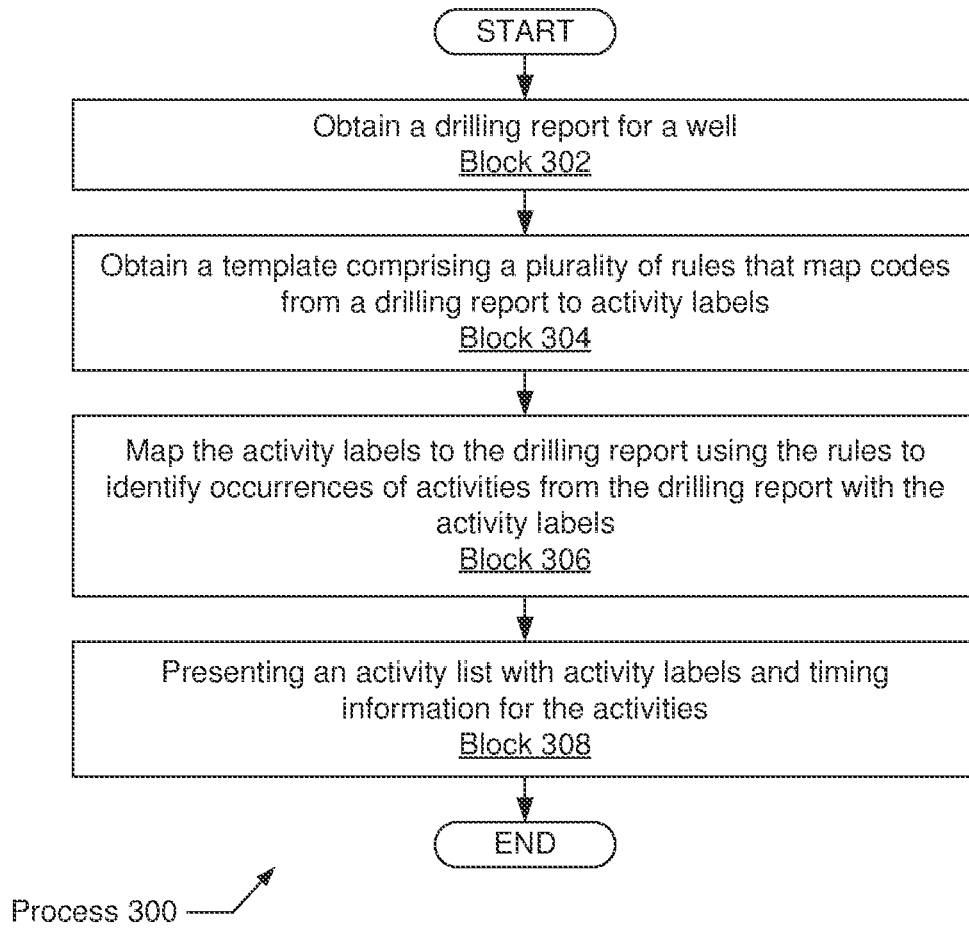 START
Obtain a drilling report for a well
Block 302
Obtain a template comprising a plurality of rules that map codes
from a drilling report to activity labels
Block 304
Map the activity labels to the drilling report using the rules to
identify occurrences of activities from the drilling report with the
activity labels
Block 306
Presenting an activity list with activity labels and timing
information for the activities
Block 308
END
Process 300